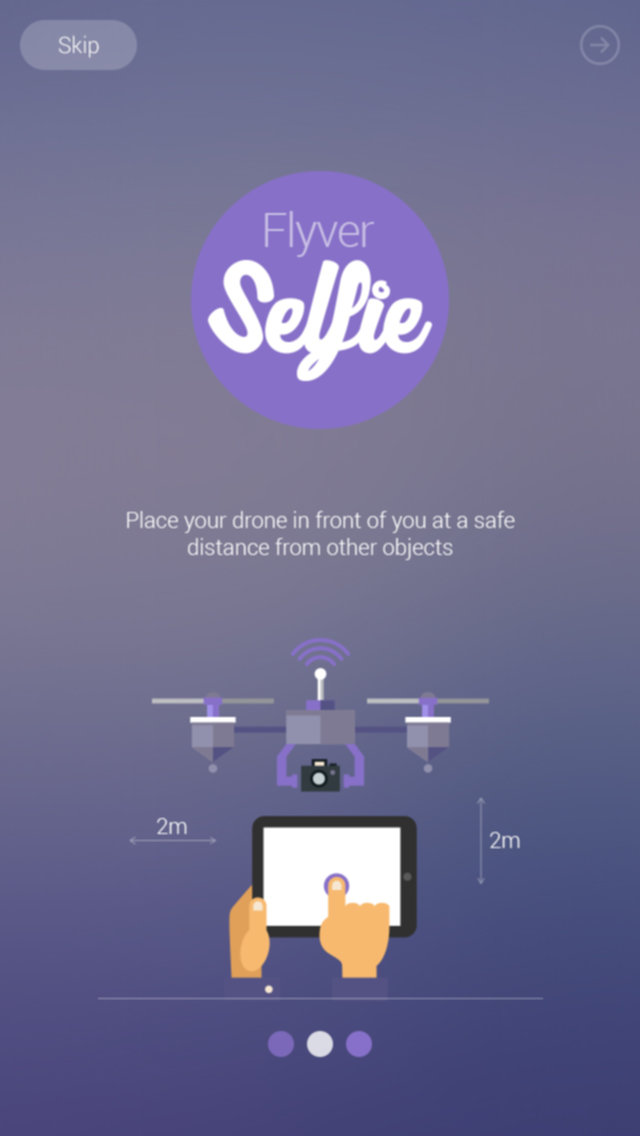 Skip
Flyver
Selfie
Place your drone in front of you at a safe
distance from other objects
2m
2m